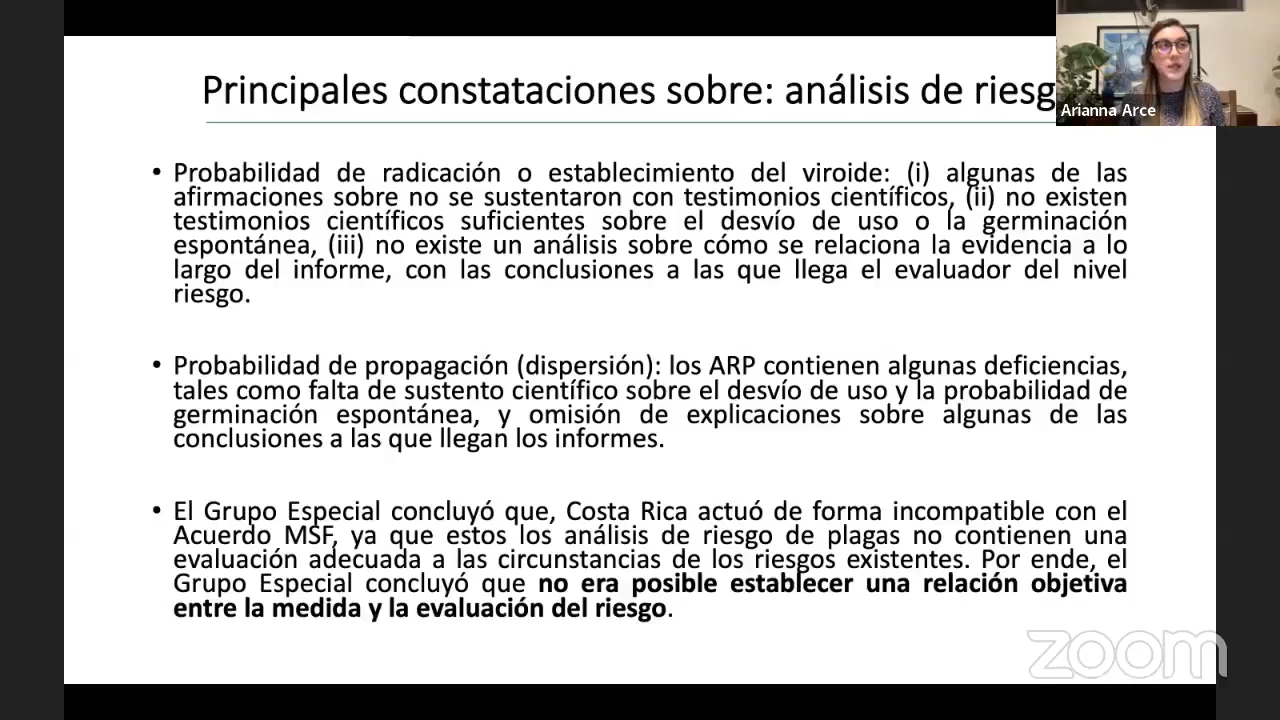 Principales constataciones sobre: análisis de riesg
Arianna Arce
• Probabilidad de radicación o establecimiento del viroide: (i) algunas de las
afirmaciones sobre no se sustentaron con testimonios científicos, (ii) no existen
testimonios científicos suficientes sobre el desvío de uso o la germinación
espontánea, (iii) no existe un análisis sobre cómo se relaciona la evidencia a lo
largo del informe, con las conclusiones a las que llega el evaluador del nivel
riesgo.
• Probabilidad de propagación (dispersión): los ARP contienen algunas deficiencias,
tales como falta de sustento científico sobre el desvío de uso y la probabilidad de
germinación espontánea, y omisión de explicaciones sobre algunas de las
conclusiones a las que llegan los informes.
• El Grupo Especial concluyó que, Costa Rica actuó de forma incompatible con el
Acuerdo MSF, ya que estos los análisis de riesgo de plagas no contienen una
evaluación adecuada a las circunstancias de los riesgos existentes. Por ende, el
Grupo Especial concluyó que no era posible establecer una relación objetiva
entre la medida y la evaluación del riesgo.
zoom